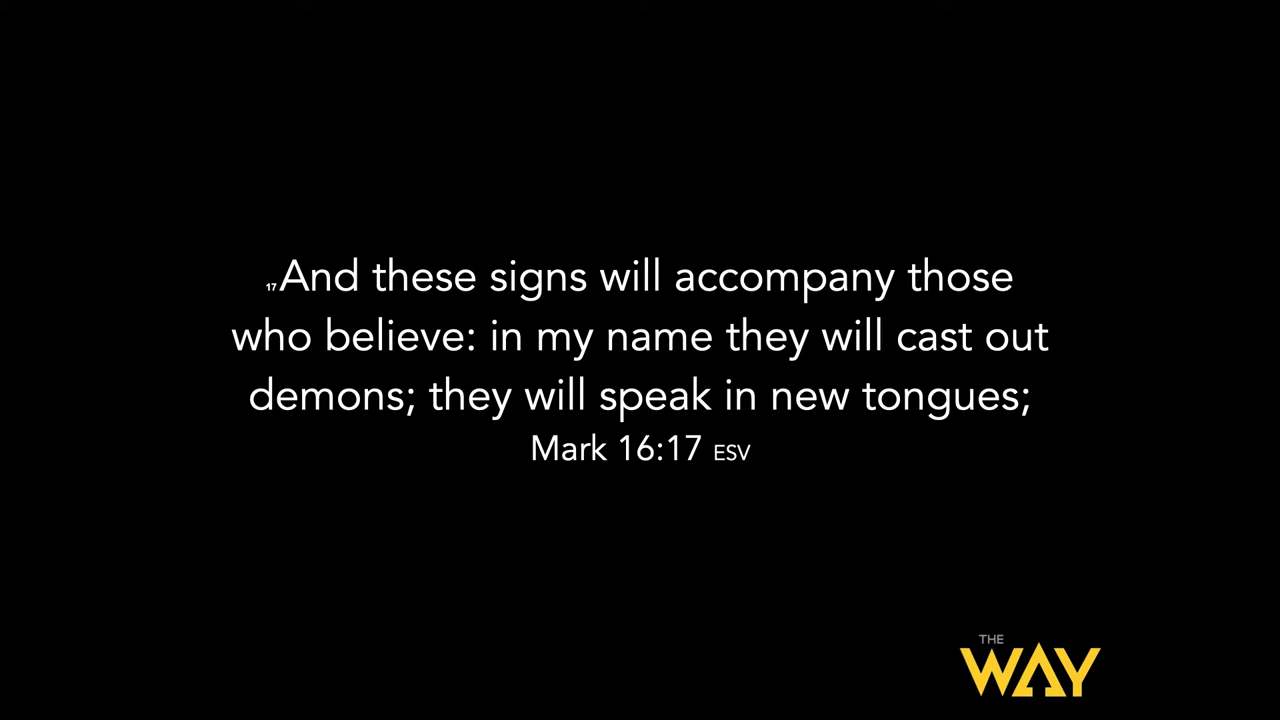 17And these signs will accompany those
who believe: in my name they will cast out
demons; they will speak in new tongues;
Mark 16:17 ESV
THE
WAY